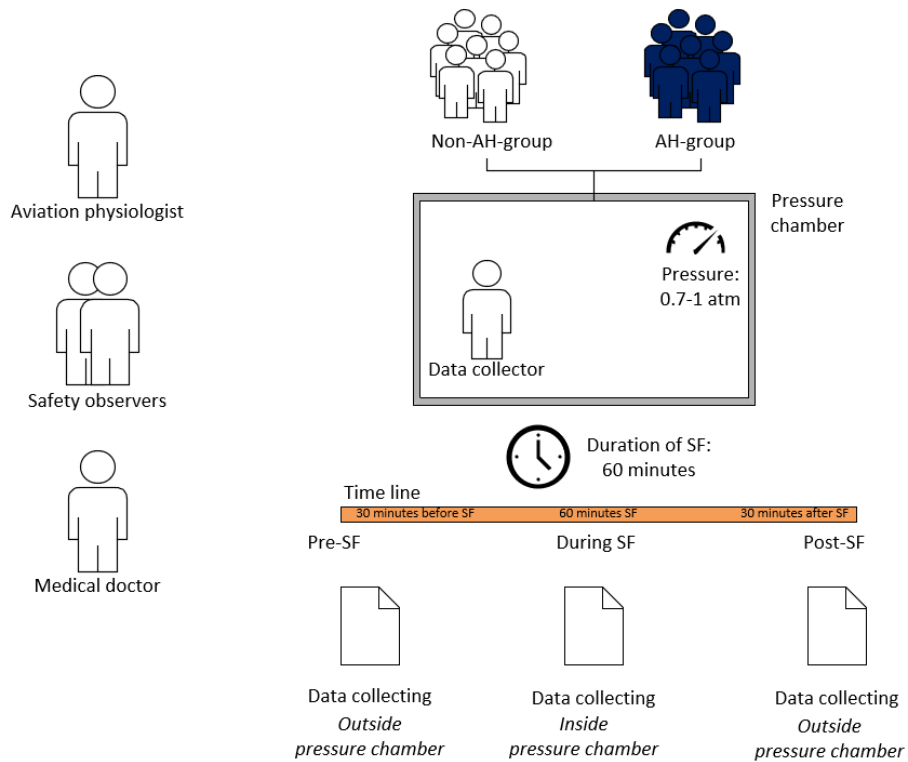 Non-AH-group
AH-group
Aviation physiologist
Pressure
chamber
Pressure:
0.7-1 atm
Data collector
Safety observers
Duration of SF:
60 minutes
Time line
30 minutes before SF
60 minutes SF
30 minutes after SF
Pre-SF
During SF
Post-SF
Medical doctor
Data collecting
Outside
pressure chamber
Data collecting
Inside
pressure chamber
Data collecting
Outside
pressure chamber